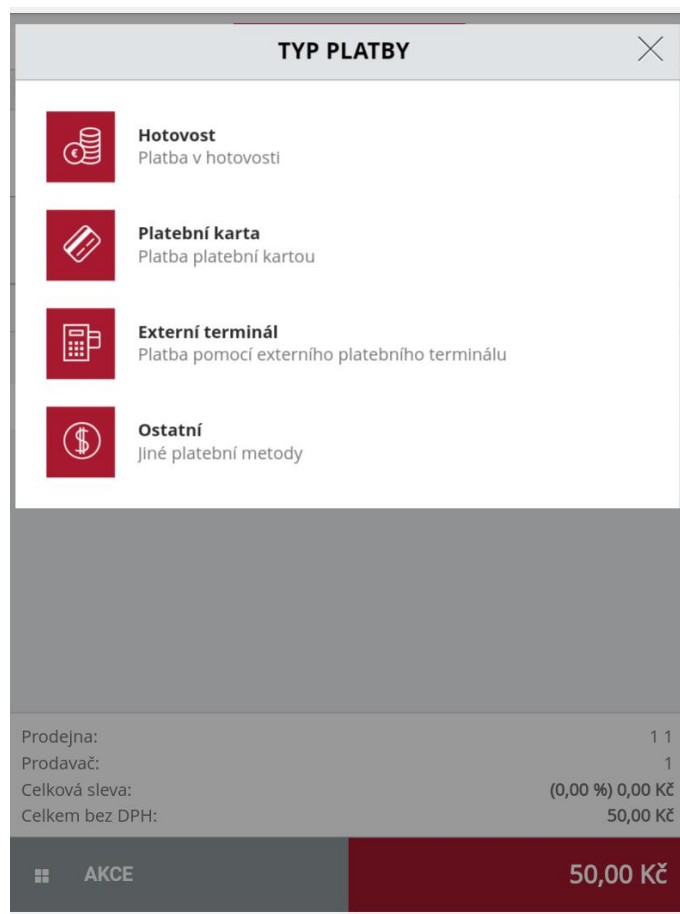 TYP PLATBY
Hotovost
Platba v hotovosti
Platební karta
Platba platební kartou
Externí terminál
Platba pomocí externího platebního terminálu
Ostatní
Jiné platební metody
Prodejna: 1 1
Prodavač: 1
Celková sleva: (0,00 %) 0,00 Kč
Celkem bez DPH: 50,00 Kč
AKCE 50,00 Kč